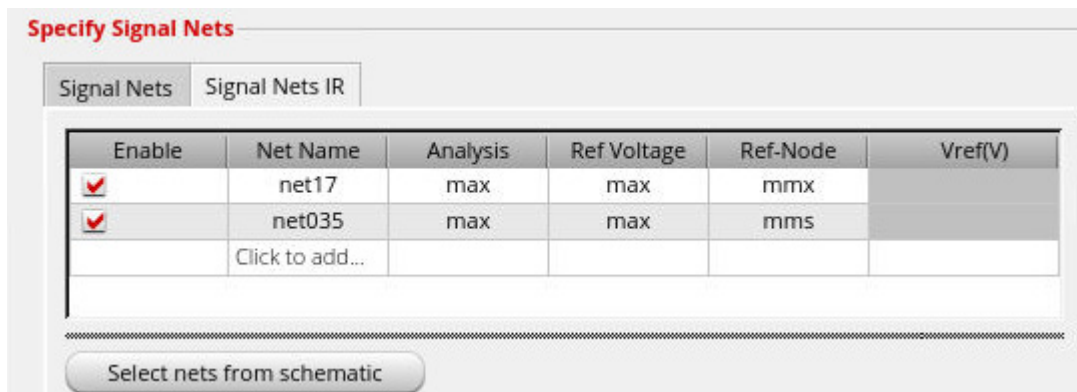 Specify Signal Nets
Signal Nets Signal Nets IR
Enable Net Name Analysis Ref Voltage Ref-Node Vref(V)
net17 max max mmx
net035 max max mms
Click to add...
Select nets from schematic